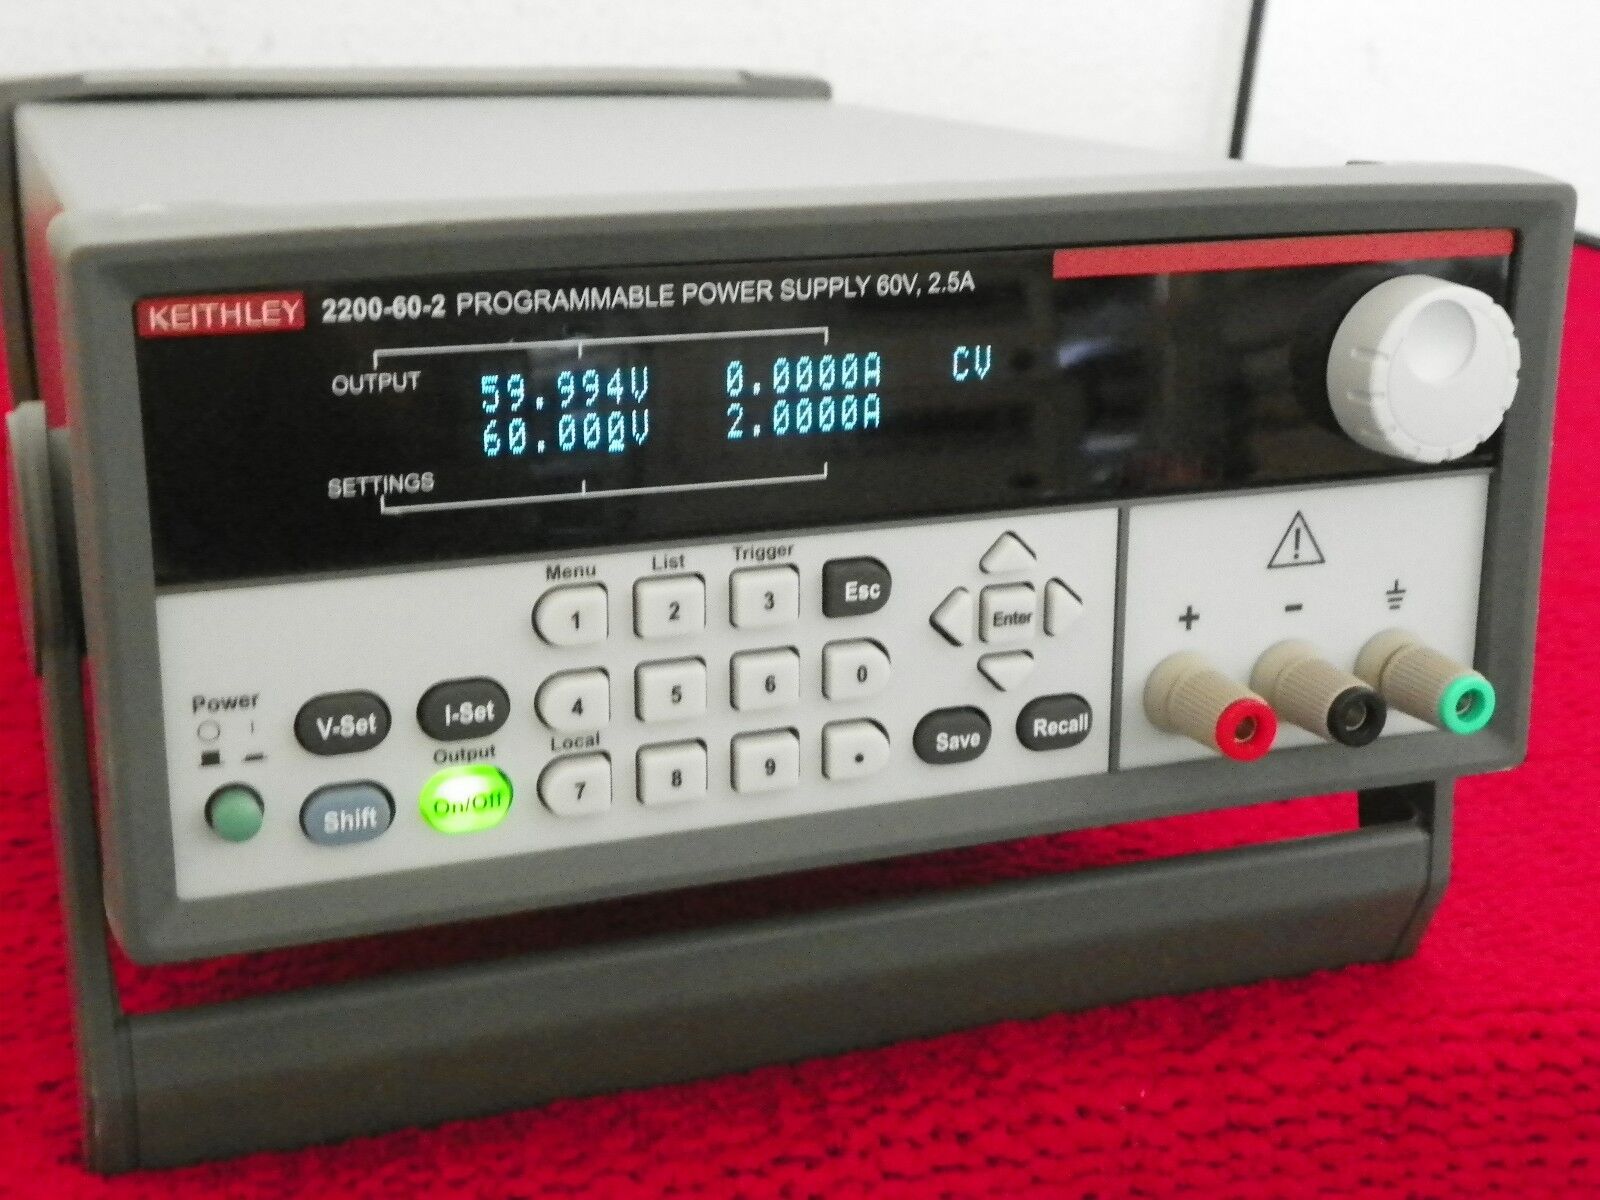 KEITHLEY 2200-60-2 PROGRAMMABLE POWER SUPPLY 60V, 2.5A
OUTPUT 59.994V 0.0000A CV
60.000V 2.0000A
SETTINGS
Menu List Trigger
1 2 3 Esc
Enter
4 5 6 0
Power
V-Set I-Set
Save Recall
Output Local
7 8 9 .
Shift On/Off
+ -